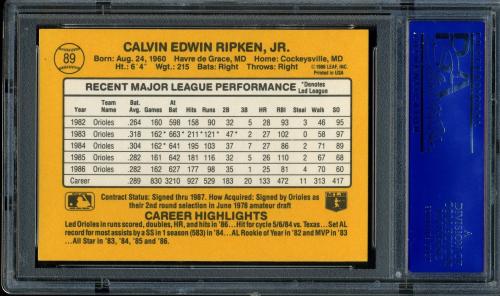 89
CALVIN EDWIN RIPKEN, JR.
Born: Aug. 24, 1960 Havre de Grace, MD Home: Cockeysville, MD
Ht.: 6'4" Wgt.: 215 Bats: Right Throws: Right
© 1986 LEAF, INC.
Printed in USA
RECENT MAJOR LEAGUE PERFORMANCE *Denotes Led League
Year Team Name Bat. Avg. Games At Bat Hits Runs 2B 3B HR RBI Steal Walk SO
1982 Orioles .264 160 598 158 90 32 5 28 93 3 46 95
1983 Orioles .318 162* 663* 211* 121* 47* 2 27 102 0 58 97
1984 Orioles .304 162* 641 195 103 37 7 27 86 2 71 89
1985 Orioles .282 161 642 181 116 32 5 26 110 2 67 68
1986 Orioles .282 162 627 177 98 35 1 25 81 4 70 60
Career .289 830 3210 927 529 183 20 133 472 11 313 417
Contract Status: Signed thru 1987. How Acquired: Signed by Orioles as
their 2nd round selection in June 1978 amateur draft
CAREER HIGHLIGHTS
Led Orioles in runs scored, doubles, HR, and hits in '86... Hit for cycle 5/6/84 vs. Texas... Set AL
record for most assists by a SS in 1 season (583) in '84... AL Rookie of Year in '82 and MVP in '83
...All Star in '83, '84, '85 and '86.
PSA